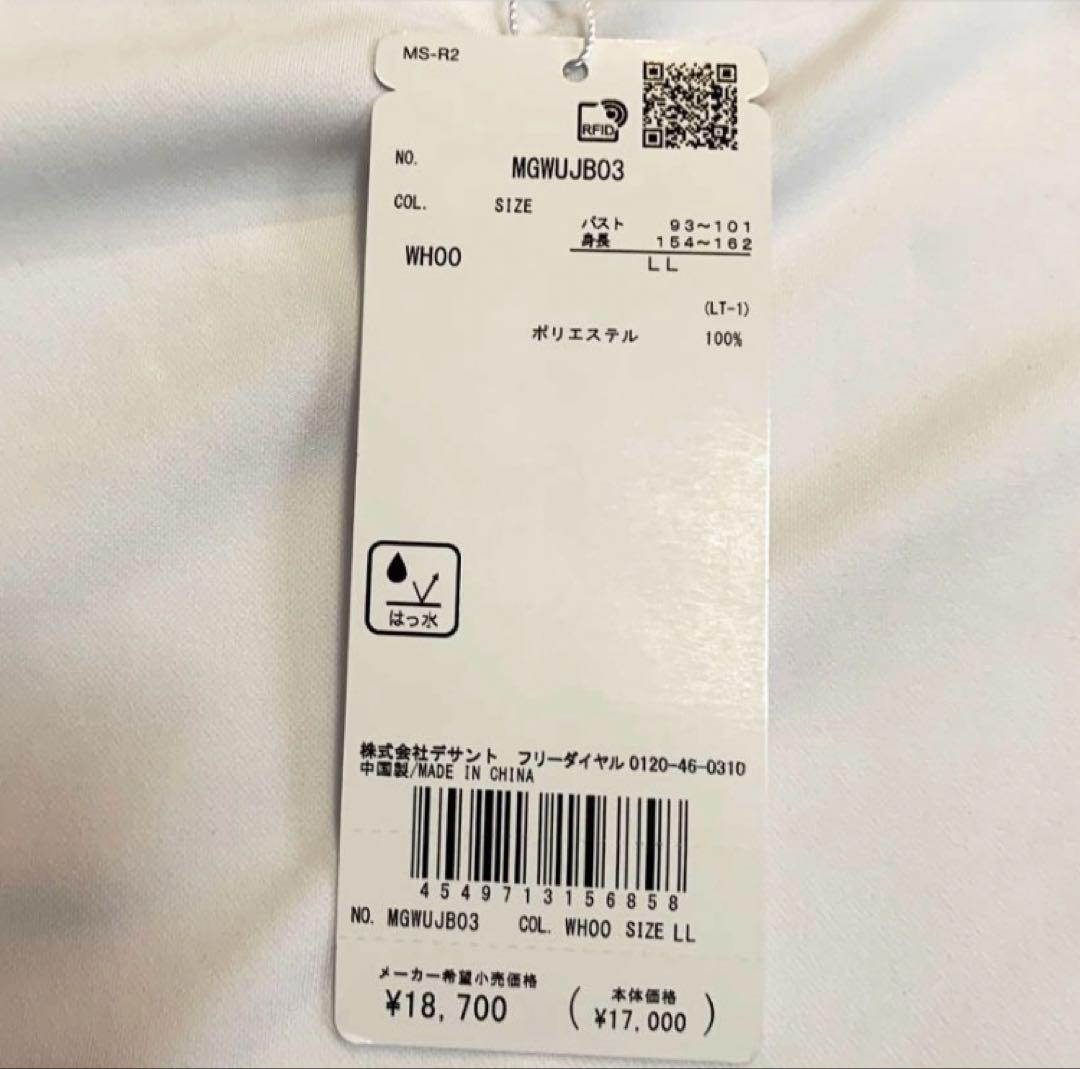 MS-R2
RFID
NO. MGWUJB03
COL. SIZE
バスト 93~101
身長 154~162
WH00 LL
(LT-1)
ポリエステル 100%
はっ水
株式会社デサント フリーダイヤル 0120-46-0310
中国製/MADE IN CHINA
4549713156858
NO. MGWUJB03 COL. WH00 SIZE LL
メーカー希望小売価格
¥18,700
(本体価格
¥17,000)